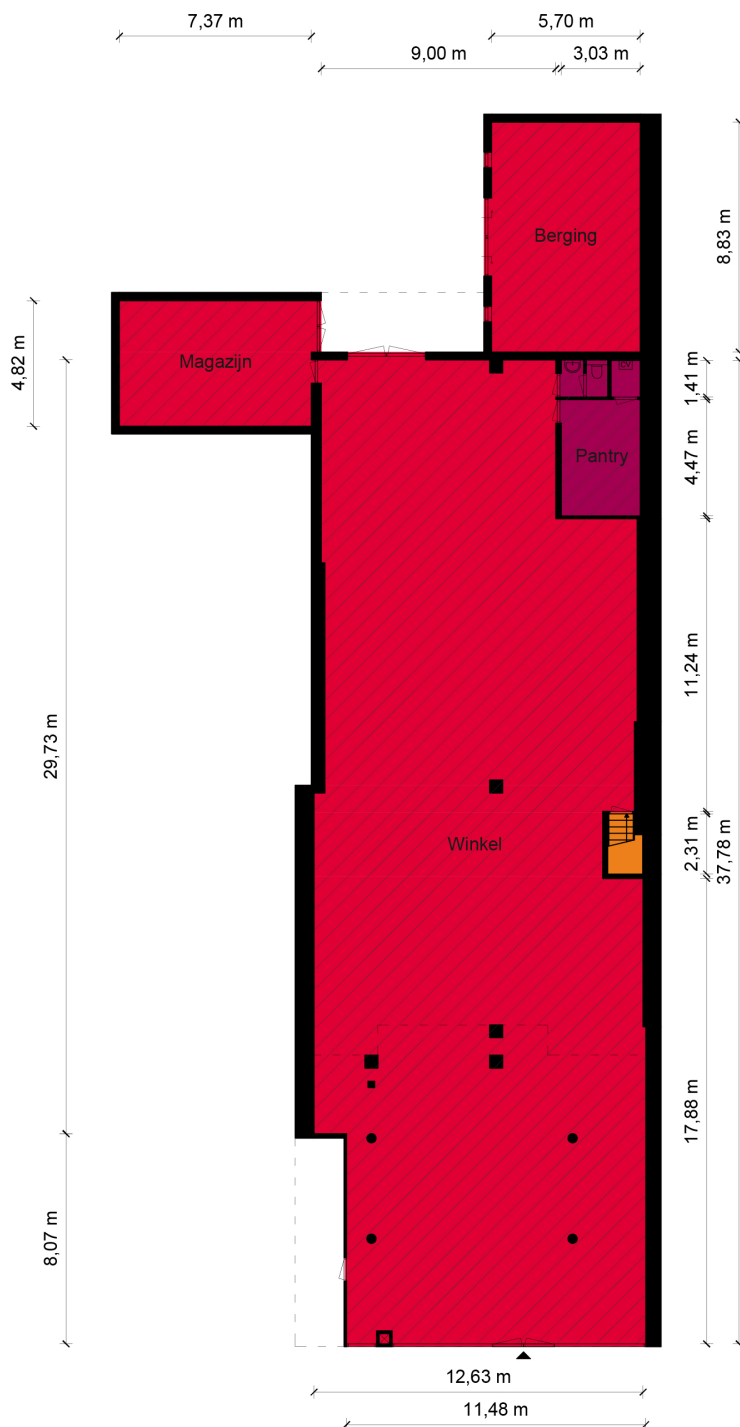 7,37 m
5,70 m
9,00 m
3,03 m
Berging
8,83 m
Magazijn
4,82 m
CV
1,41 m
Pantry
4,47 m
11,24 m
29,73 m
Winkel
2,31 m
37,78 m
17,88 m
8,07 m
12,63 m
11,48 m